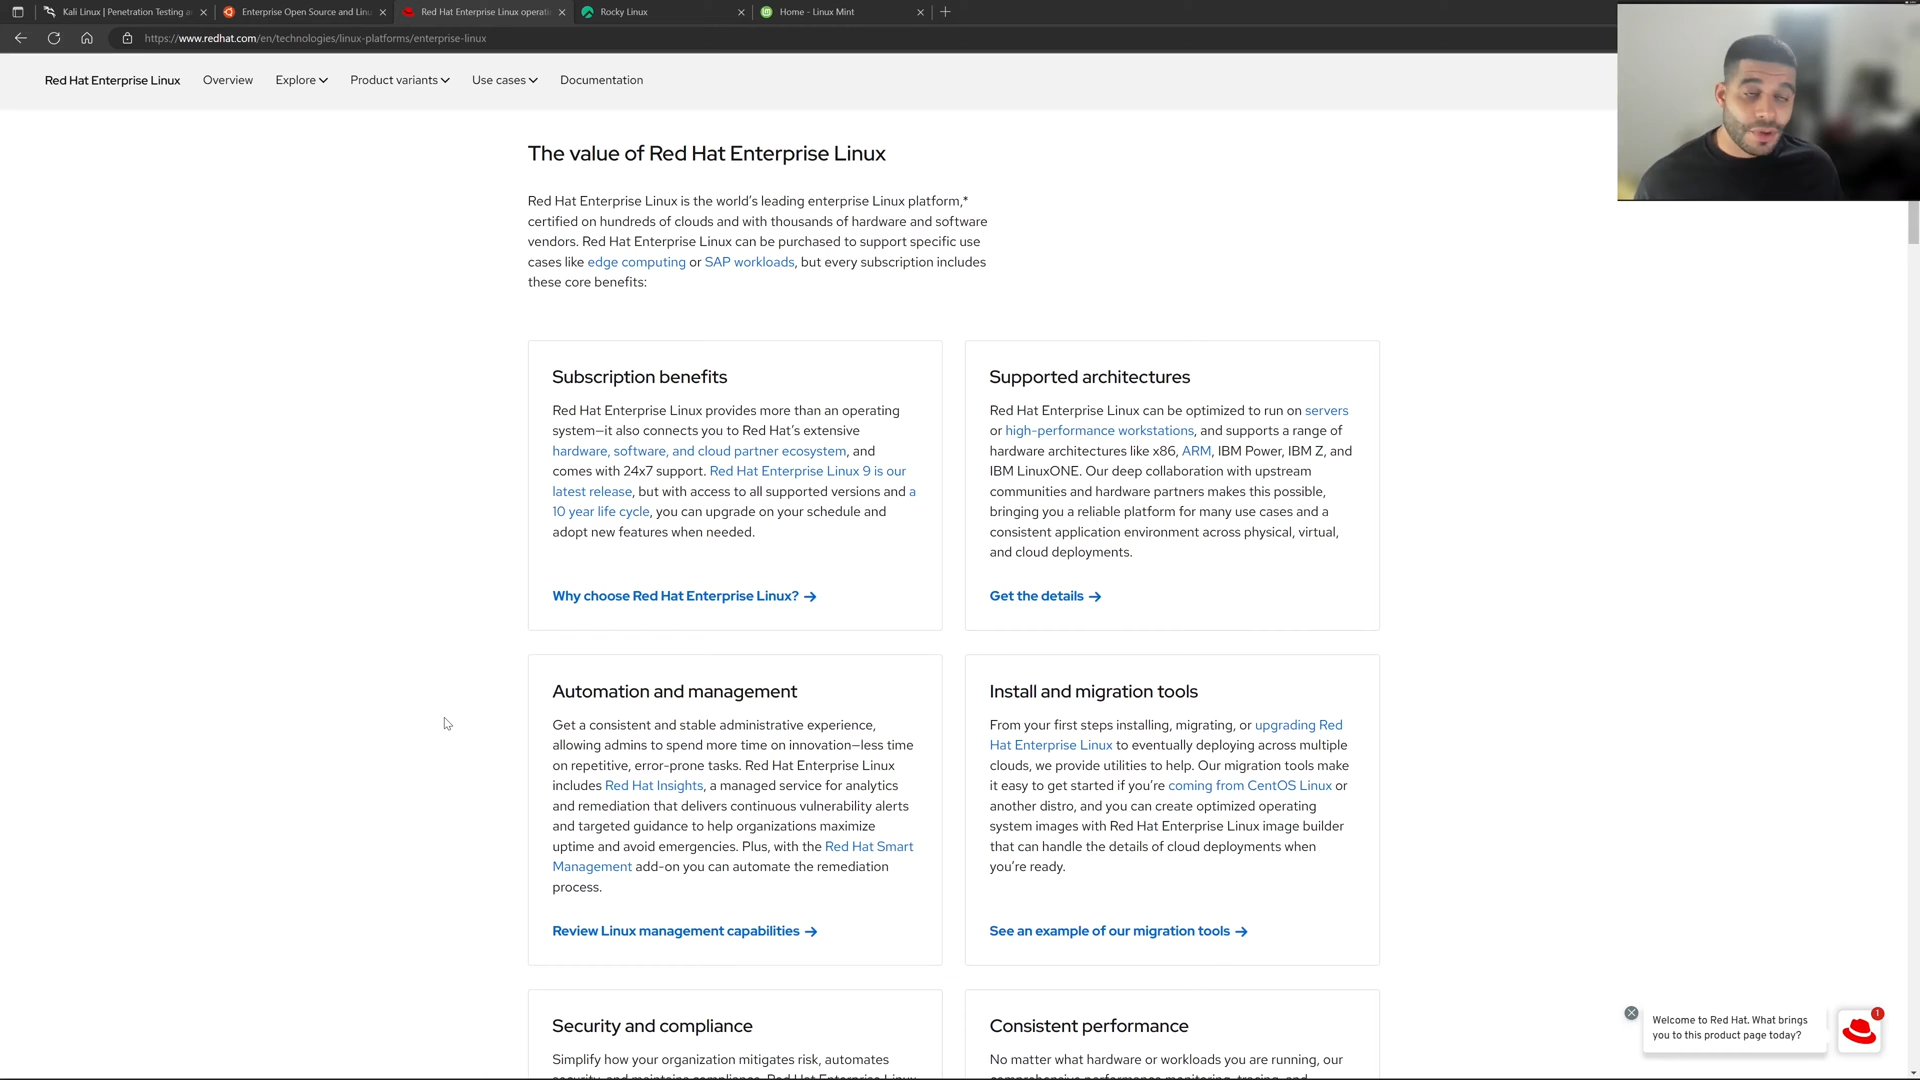 Kali Linux | Penetration Testing a
Enterprise Open Source and Linu
Red Hat Enterprise Linux operati
Rocky Linux
Home - Linux Mint
https://www.redhat.com/en/technologies/linux-platforms/enterprise-linux
Red Hat Enterprise Linux
Overview
Explore
Product variants
Use cases
Documentation
The value of Red Hat Enterprise Linux
Red Hat Enterprise Linux is the world's leading enterprise Linux platform,*
certified on hundreds of clouds and with thousands of hardware and software
vendors. Red Hat Enterprise Linux can be purchased to support specific use
cases like edge computing or SAP workloads, but every subscription includes
these core benefits:
Subscription benefits
Red Hat Enterprise Linux provides more than an operating
system—it also connects you to Red Hat's extensive
hardware, software, and cloud partner ecosystem, and
comes with 24x7 support. Red Hat Enterprise Linux 9 is our
latest release, but with access to all supported versions and a
10 year life cycle, you can upgrade on your schedule and
adopt new features when needed.
Why choose Red Hat Enterprise Linux?
Supported architectures
Red Hat Enterprise Linux can be optimized to run on servers
or high-performance workstations, and supports a range of
hardware architectures like x86, ARM, IBM Power, IBM Z, and
IBM LinuxONE. Our deep collaboration with upstream
communities and hardware partners makes this possible,
bringing you a reliable platform for many use cases and a
consistent application environment across physical, virtual,
and cloud deployments.
Get the details
Automation and management
Get a consistent and stable administrative experience,
allowing admins to spend more time on innovation—less time
on repetitive, error-prone tasks. Red Hat Enterprise Linux
includes Red Hat Insights, a managed service for analytics
and remediation that delivers continuous vulnerability alerts
and targeted guidance to help organizations maximize
uptime and avoid emergencies. Plus, with the Red Hat Smart
Management add-on you can automate the remediation
process.
Review Linux management capabilities
Install and migration tools
From your first steps installing, migrating, or upgrading Red
Hat Enterprise Linux to eventually deploying across multiple
clouds, we provide utilities to help. Our migration tools make
it easy to get started if you're coming from CentOS Linux or
another distro, and you can create optimized operating
system images with Red Hat Enterprise Linux image builder
that can handle the details of cloud deployments when
you're ready.
See an example of our migration tools
Security and compliance
Simplify how your organization mitigates risk, automates
Consistent performance
No matter what hardware or workloads you are running, our
Welcome to Red Hat. What brings
you to this product page today?
1